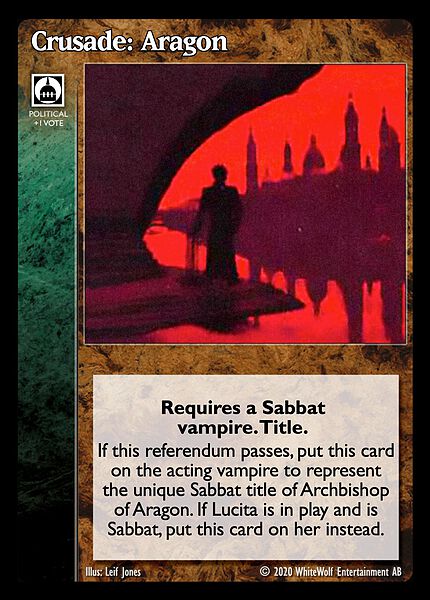 Crusade: Aragon
POLITICAL
+1 VOTE
Requires a Sabbat
vampire. Title.
If this referendum passes, put this card
on the acting vampire to represent
the unique Sabbat title of Archbishop
of Aragon. If Lucita is in play and is
Sabbat, put this card on her instead.
Illus: Leif Jones
© 2020 WhiteWolf Entertainment AB